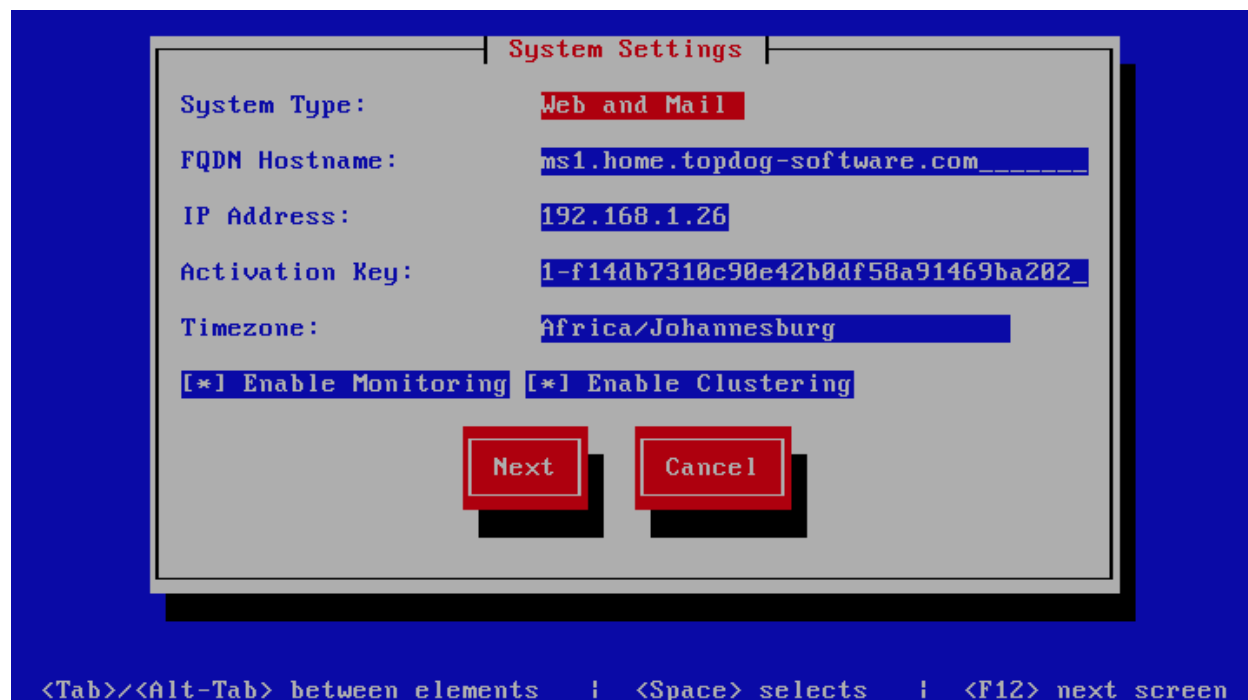 System Settings
System Type: Web and Mail
FQDN Hostname: ms1.home.topdog-software.com_______
IP Address: 192.168.1.26
Activation Key: 1-f14db7310c90e42b0df58a91469ba202_
Timezone: Africa/Johannesburg
[*] Enable Monitoring [*] Enable Clustering
Next Cancel
<Tab>/<Alt-Tab> between elements | <Space> selects | <F12> next screen